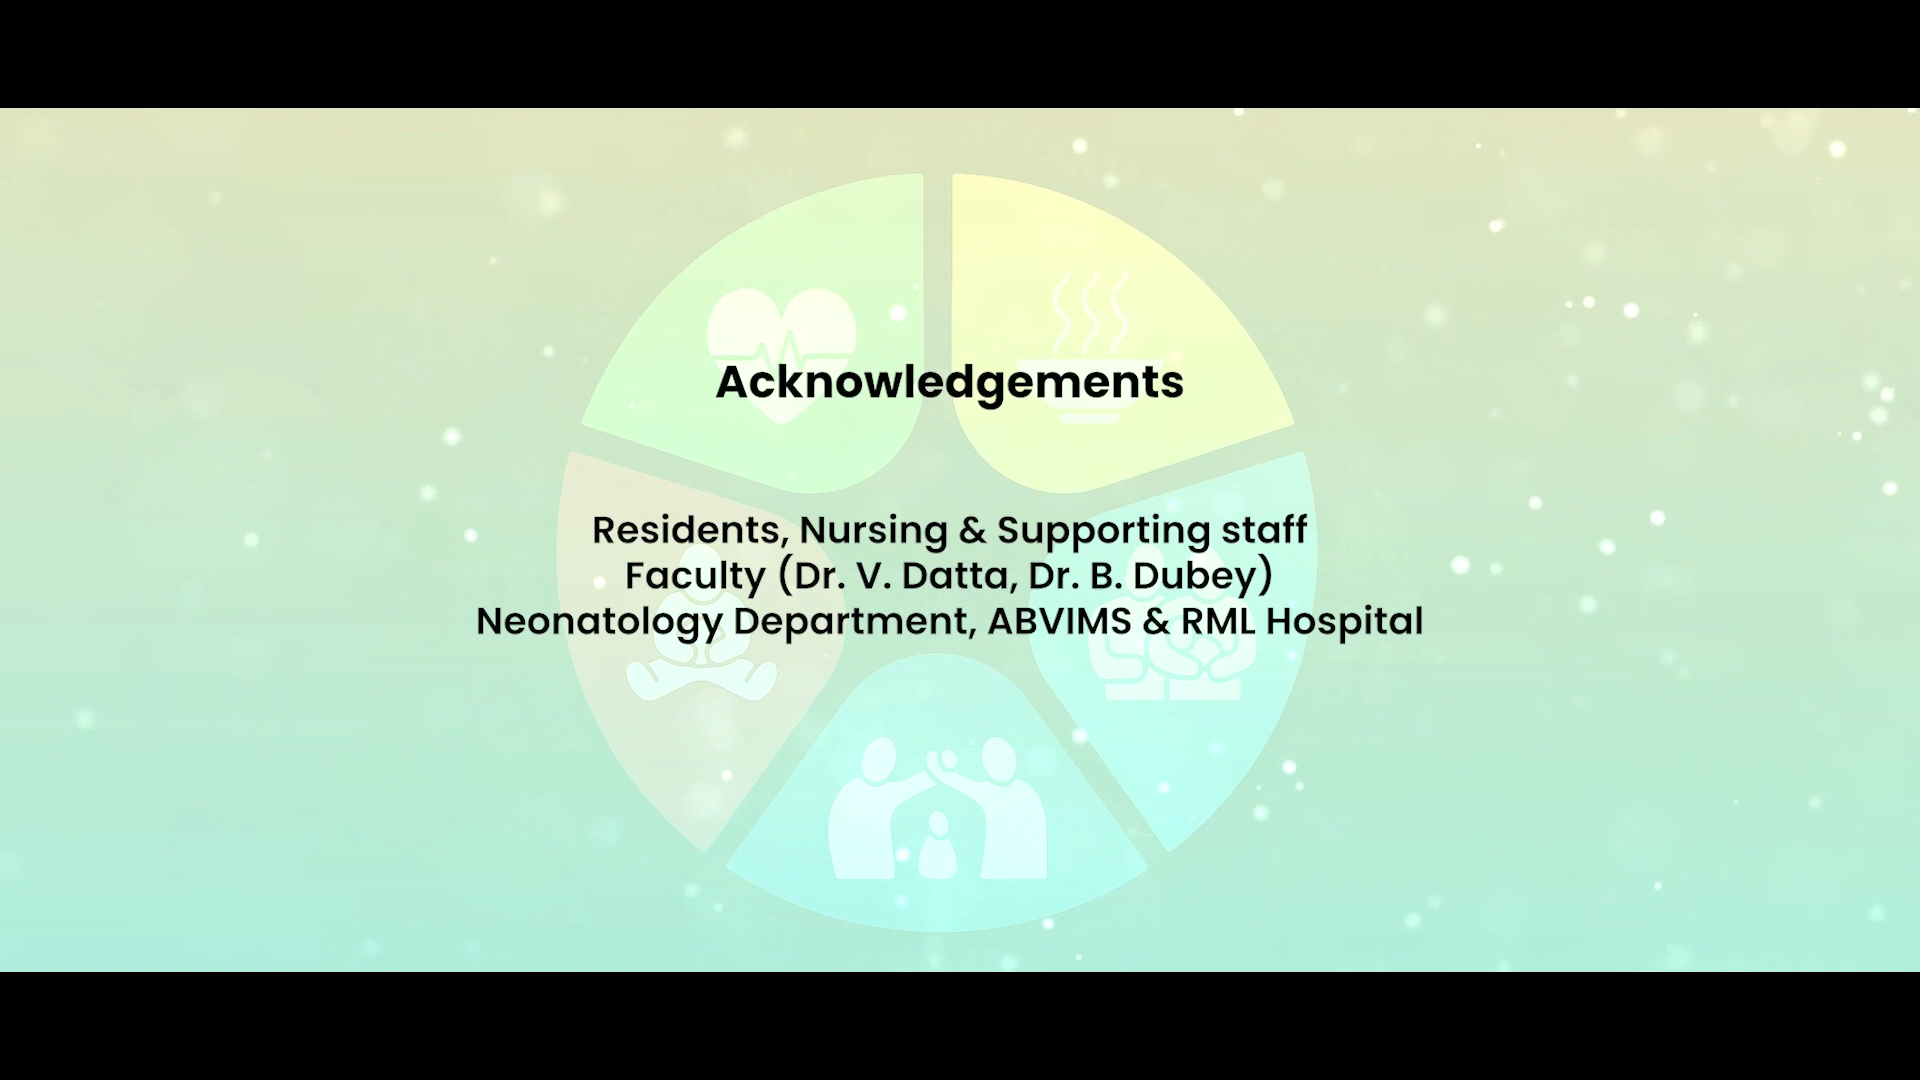 Acknowledgements
Residents, Nursing & Supporting staff
Faculty (Dr. V. Datta, Dr. B. Dubey)
Neonatology Department, ABVIMS & RML Hospital